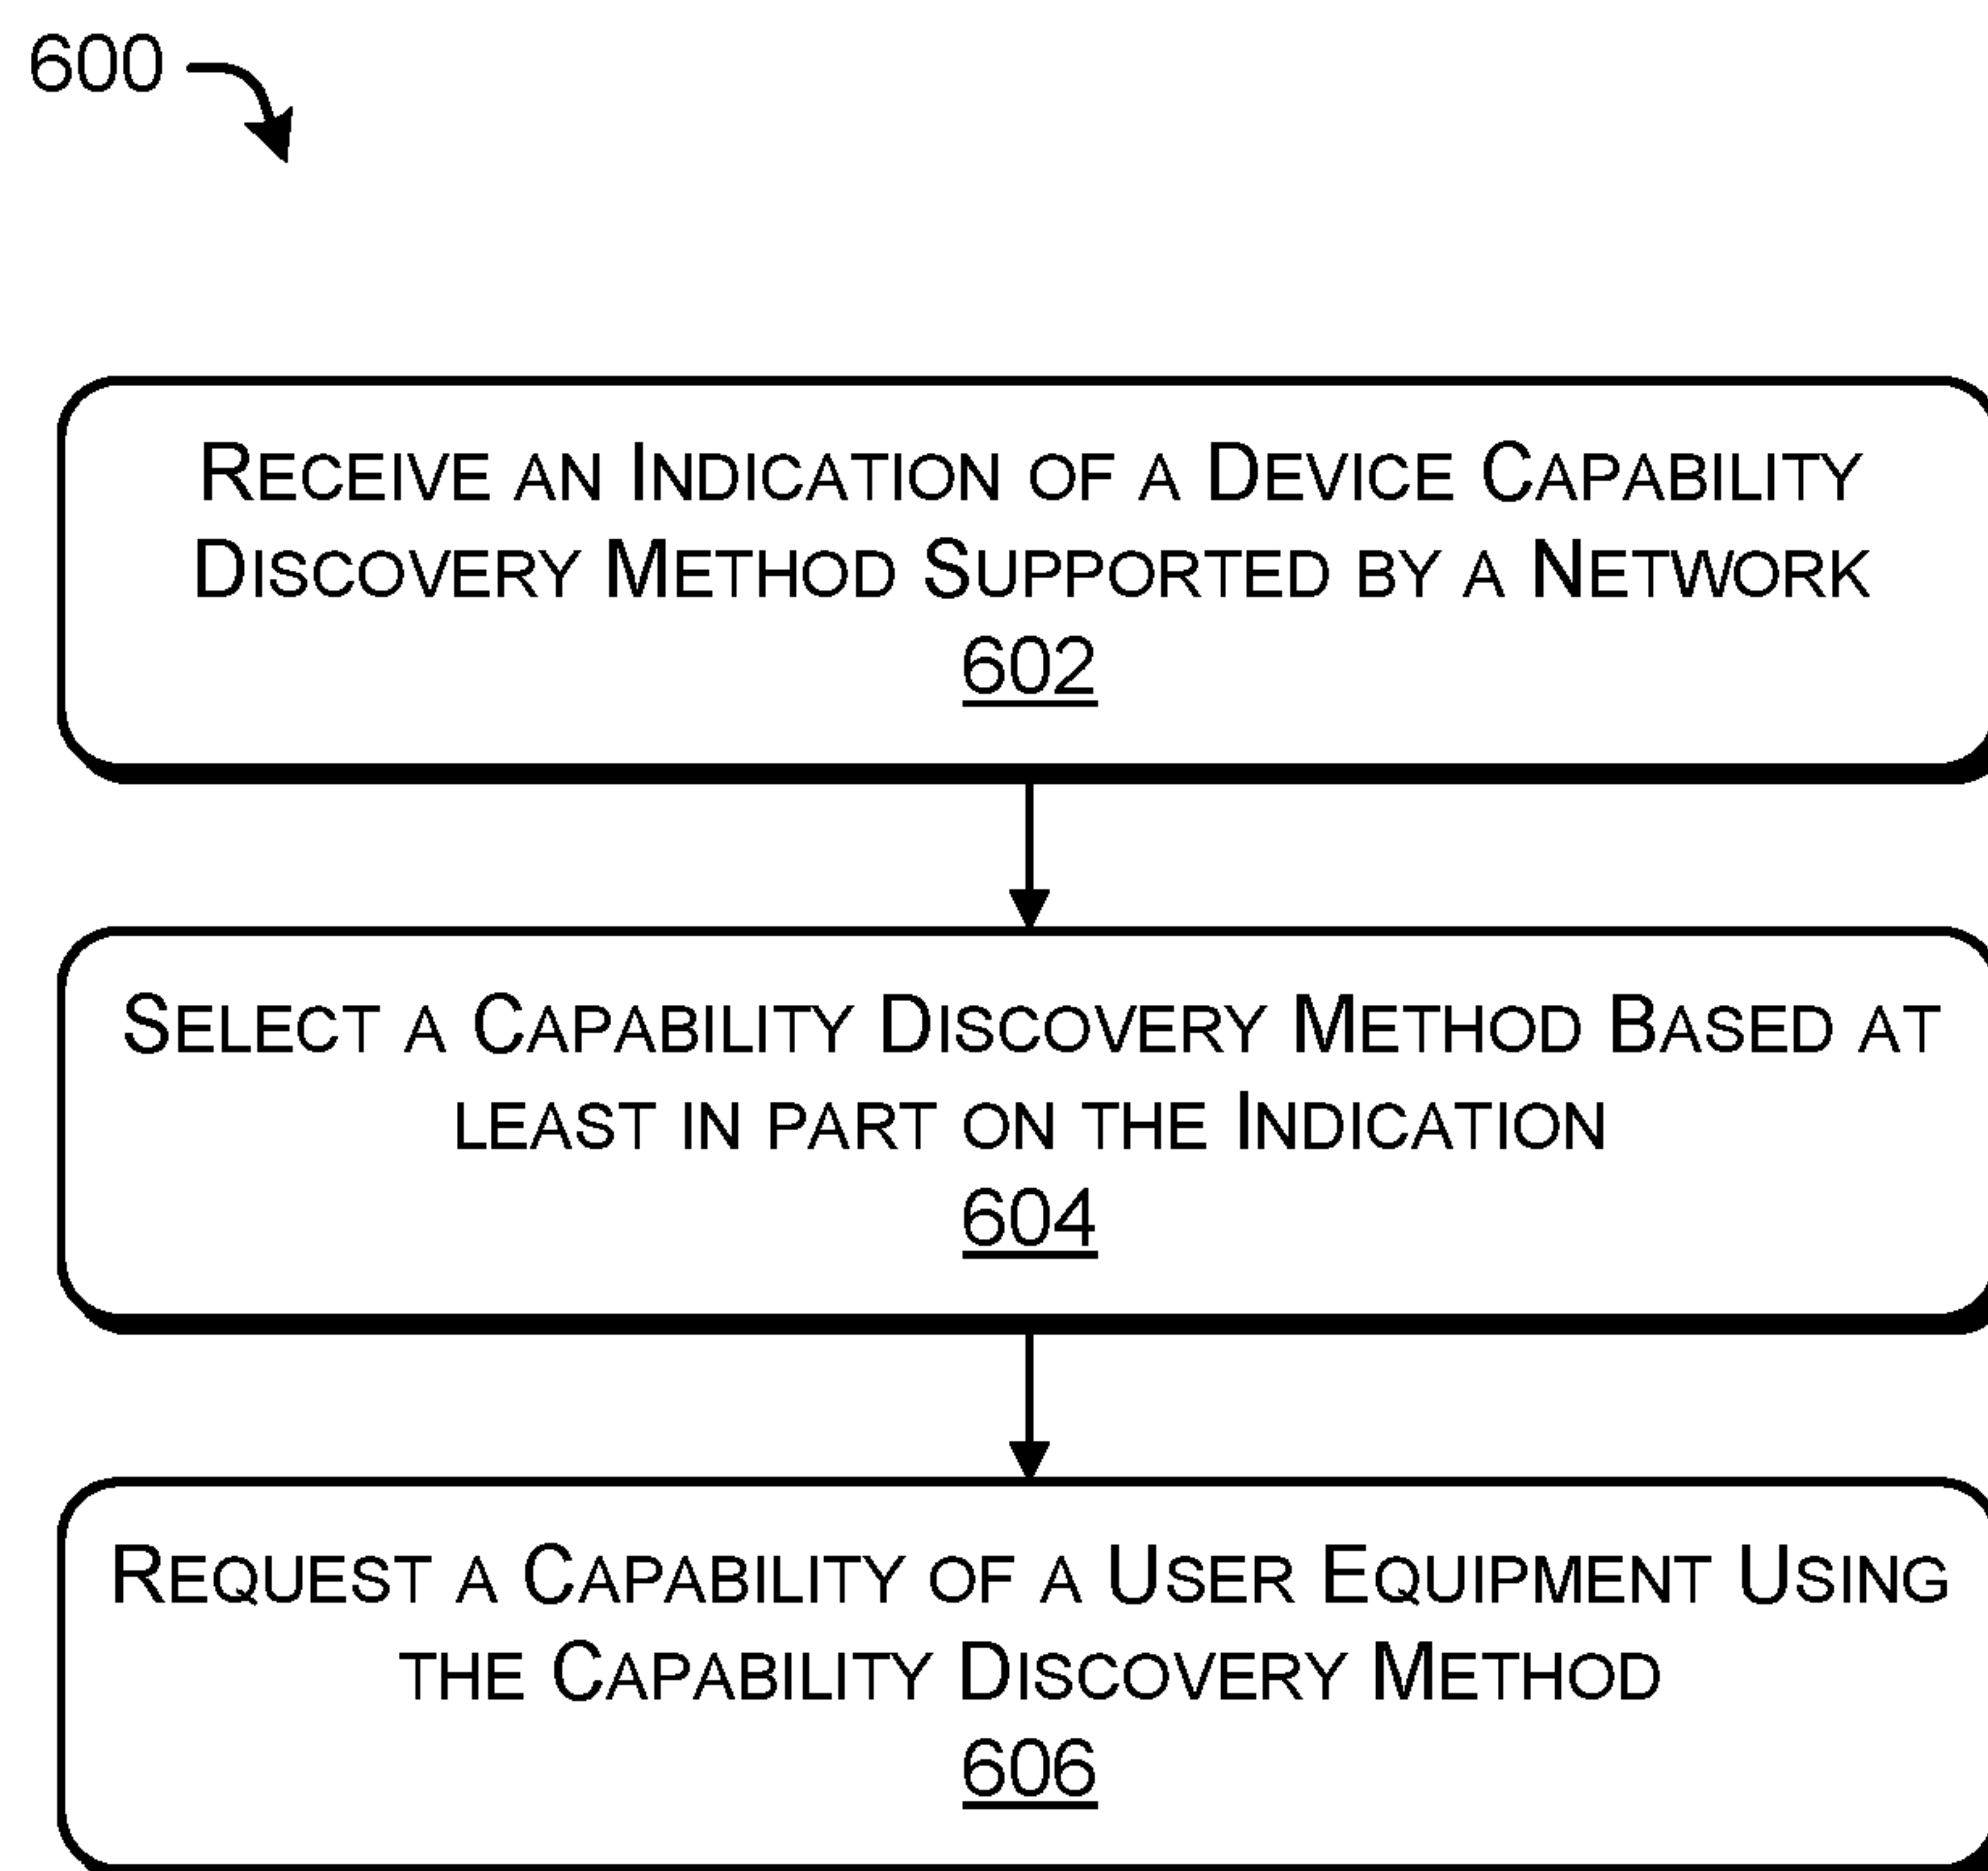 600
Receive an Indication of a Device Capability
Discovery Method Supported by a Network
602
Select a Capability Discovery Method Based at
least in part on the Indication
604
Request a Capability of a User Equipment Using
the Capability Discovery Method
606